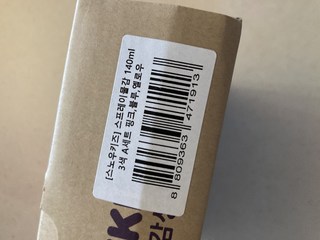 [스노우키즈] 스프레이물감 140ml
3색 A세트 핑크,블루,옐로우
8 809363 471913